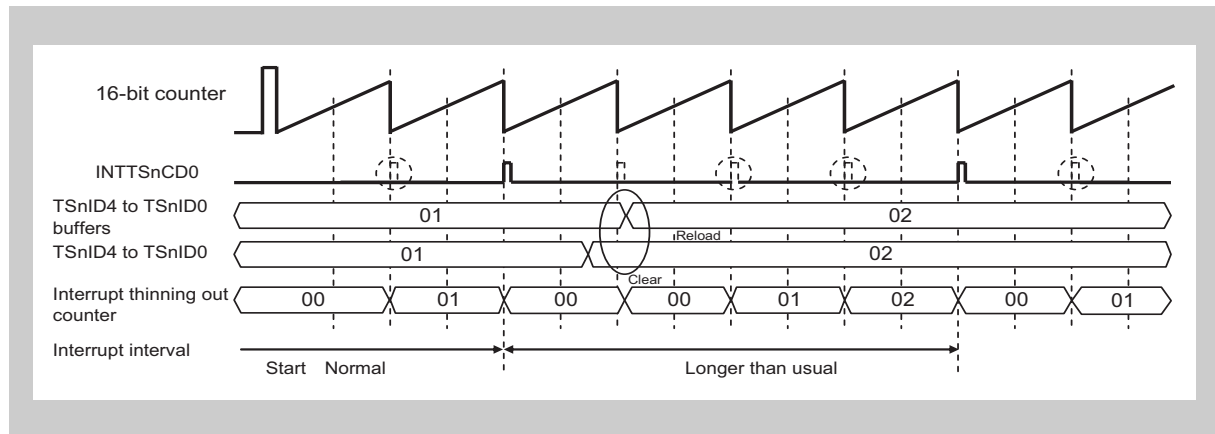 16-bit counter
INTTSnCD0
TSnID4 to TSnID0
buffers
01
02
Reload
TSnID4 to TSnID0
01
02
Clear
Interrupt thinning out
counter
00
01
00
00
01
02
00
01
Interrupt interval
Start Normal
Longer than usual